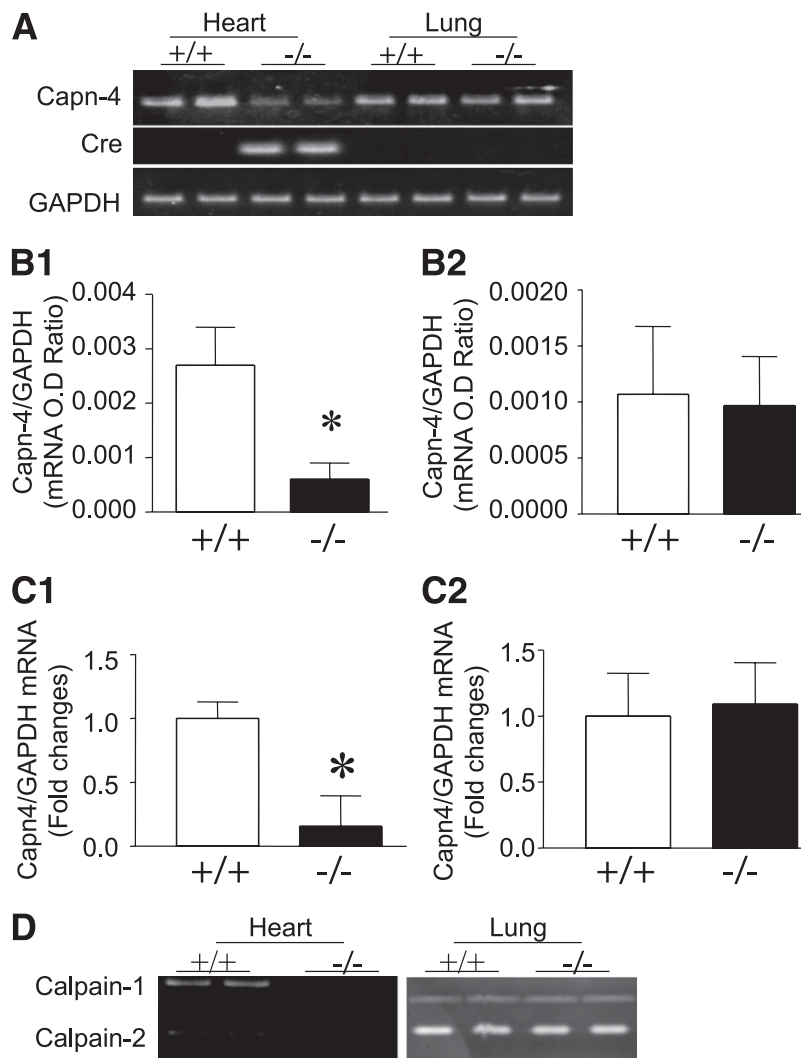 A
Heart Lung
+/+ -/- +/+ -/-
Capn-4
Cre
GAPDH
B1
Capn-4/GAPDH
(mRNA O.D Ratio)
0.004
0.003
0.002
0.001
0.000
*
+/+ -/-
B2
Capn-4/GAPDH
(mRNA O.D Ratio)
0.0020
0.0015
0.0010
0.0005
0.0000
+/+ -/-
C1
Capn4/GAPDH mRNA
(Fold changes)
1.5
1.0
0.5
0.0
*
+/+ -/-
C2
Capn4/GAPDH mRNA
(Fold changes)
1.5
1.0
0.5
0.0
+/+ -/-
D
Heart Lung
+/+ -/- +/+ -/-
Calpain-1
Calpain-2